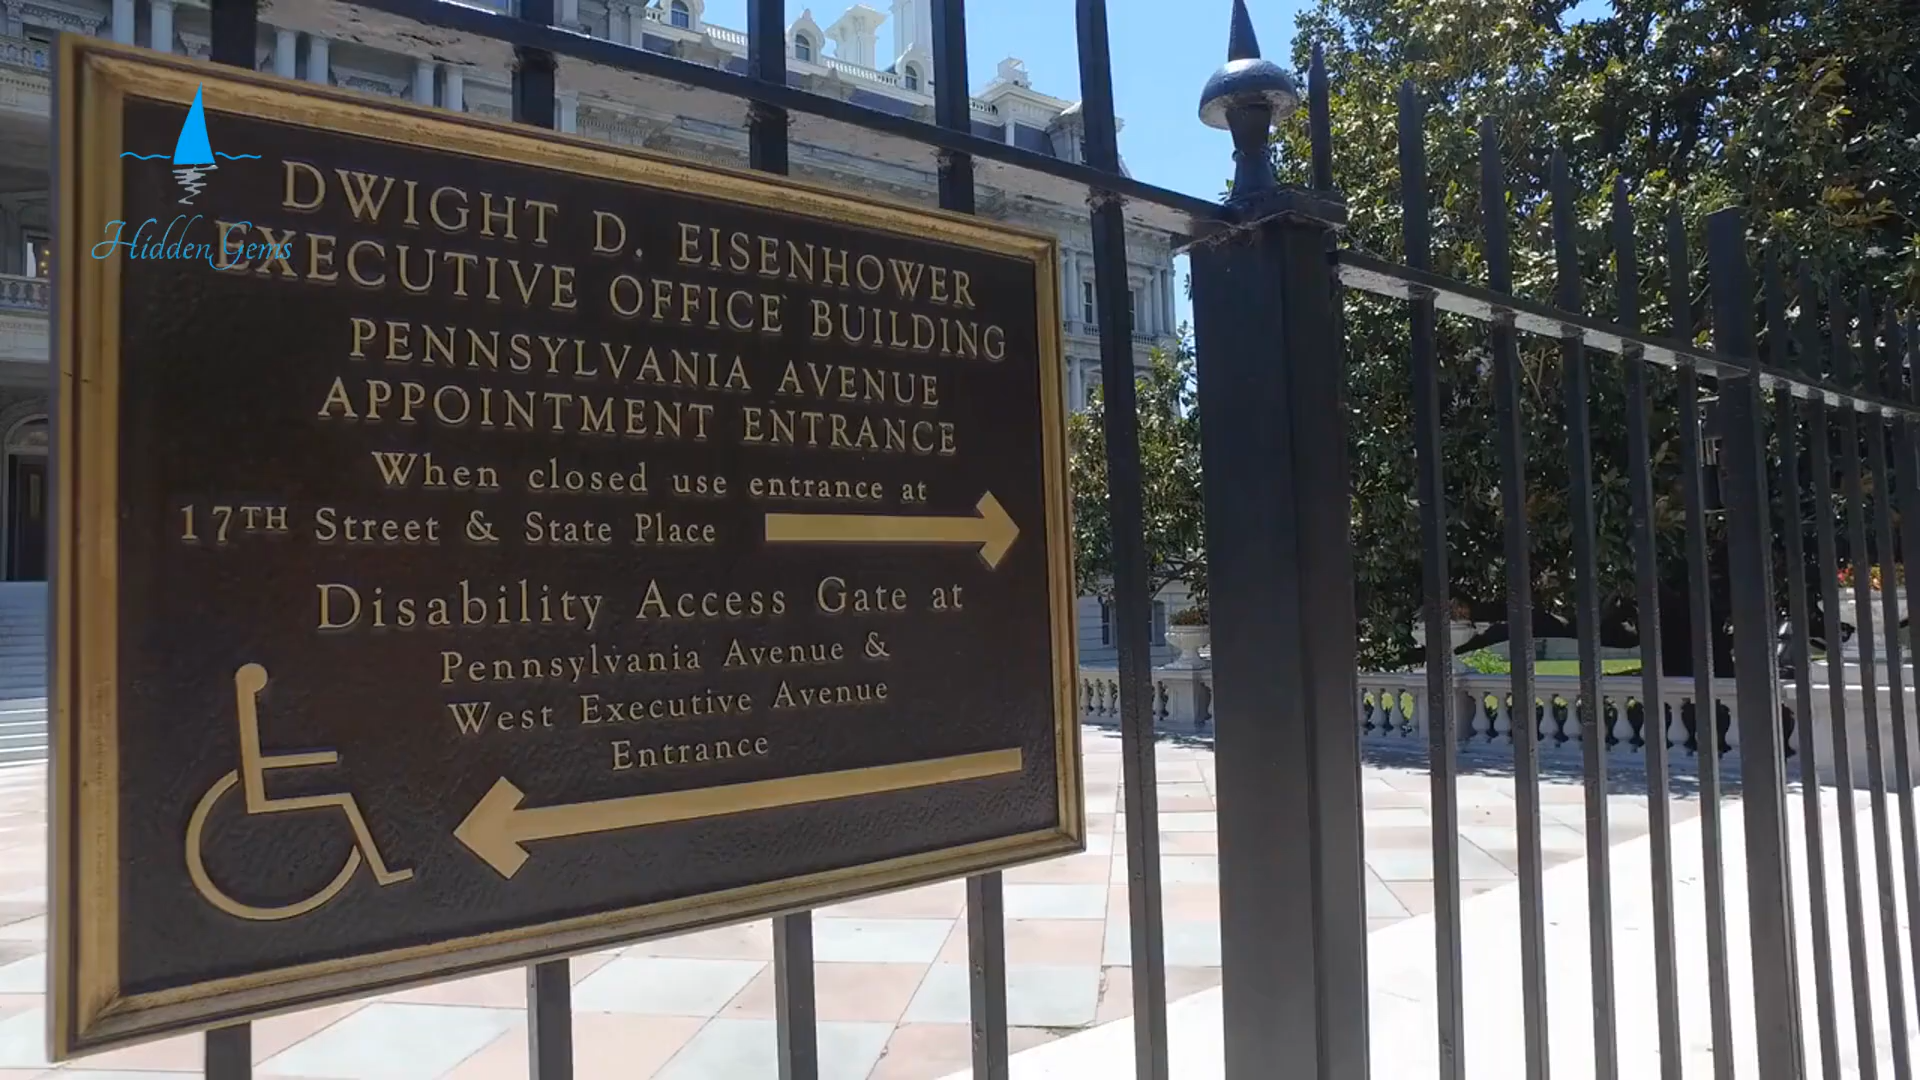 Hidden Gems
DWIGHT D. EISENHOWER
EXECUTIVE OFFICE BUILDING
PENNSYLVANIA AVENUE
APPOINTMENT ENTRANCE
When closed use entrance at
17TH Street & State Place
Disability Access Gate at
Pennsylvania Avenue &
West Executive Avenue
Entrance